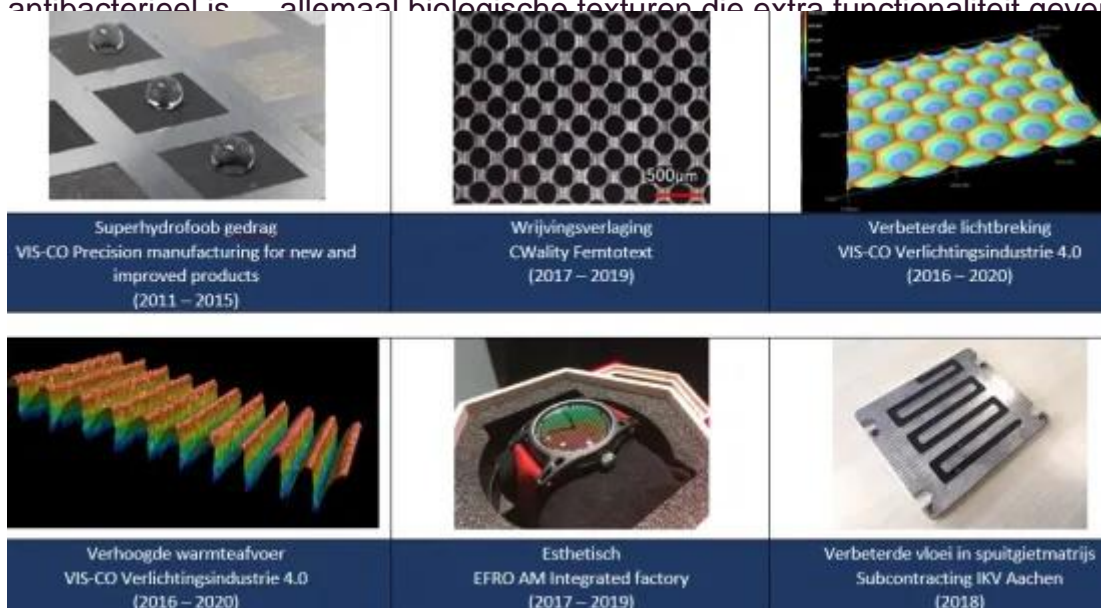 antibacterieel is … allemaal biologische texturen die extra functionaliteit geven
500µm
Superhydrofoob gedrag
VIS-CO Precision manufacturing for new and
improved products
(2011 – 2015)
Wrijvingsverlaging
CWality Femtotext
(2017 – 2019)
Verbeterde lichtbreking
VIS-CO Verlichtingsindustrie 4.0
(2016 – 2020)
Verhoogde warmteafvoer
VIS-CO Verlichtingsindustrie 4.0
(2016 – 2020)
Esthetisch
EFRO AM Integrated factory
(2017 – 2019)
Verbeterde vloei in spuitgietmatrijs
Subcontracting IKV Aachen
(2018)